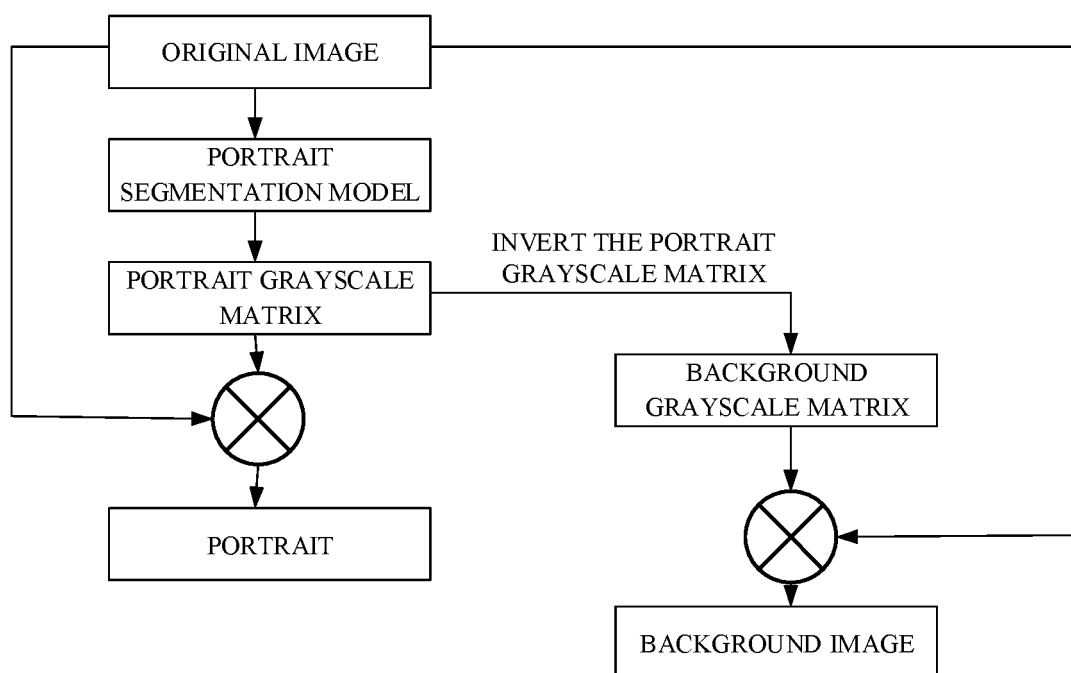 ORIGINAL IMAGE
PORTRAIT
SEGMENTATION MODEL
PORTRAIT GRAYSCALE
MATRIX
INVERT THE PORTRAIT
GRAYSCALE MATRIX
BACKGROUND
GRAYSCALE MATRIX
PORTRAIT
BACKGROUND IMAGE